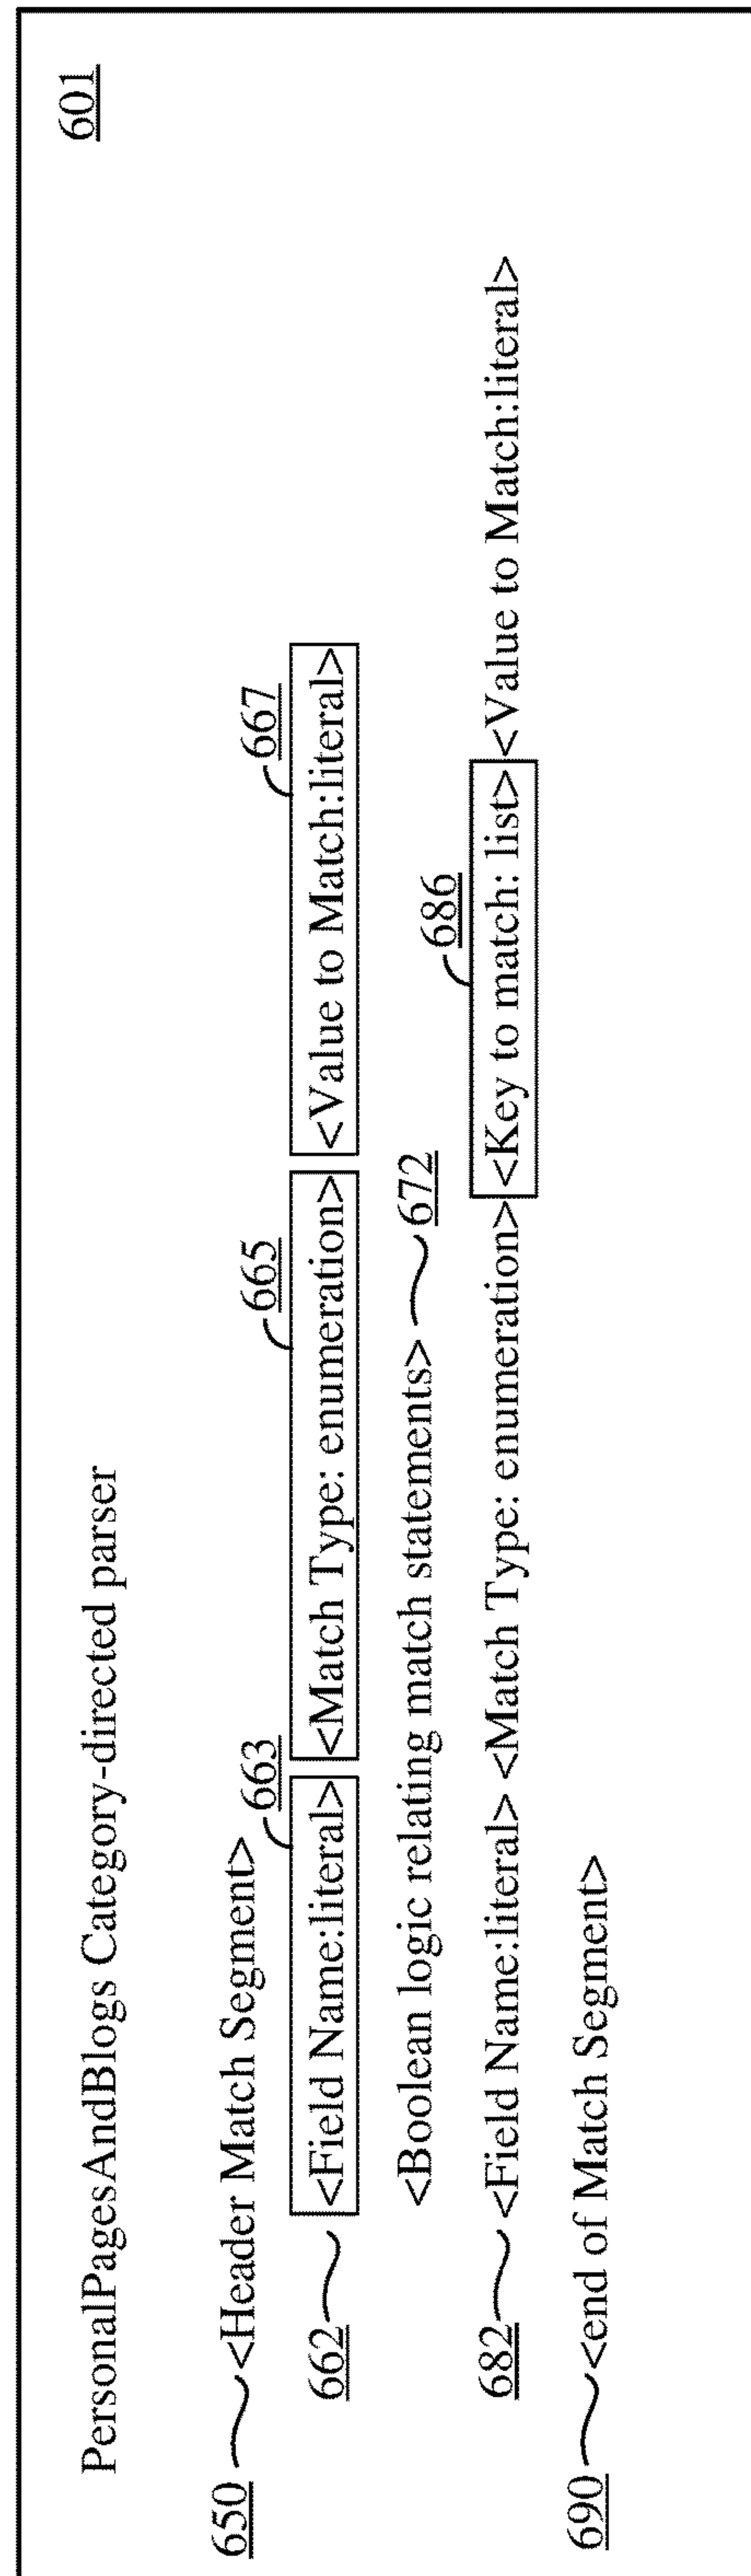 601
PersonalPagesAndBlogs Category-directed parser
650 <Header Match Segment>
663 665 667
662 <Field Name:literal> <Match Type: enumeration> <Value to Match:literal>
<Boolean logic relating match statements> 672
686
682 <Field Name:literal> <Match Type: enumeration> <Key to match: list> <Value to Match:literal>
690 <end of Match Segment>